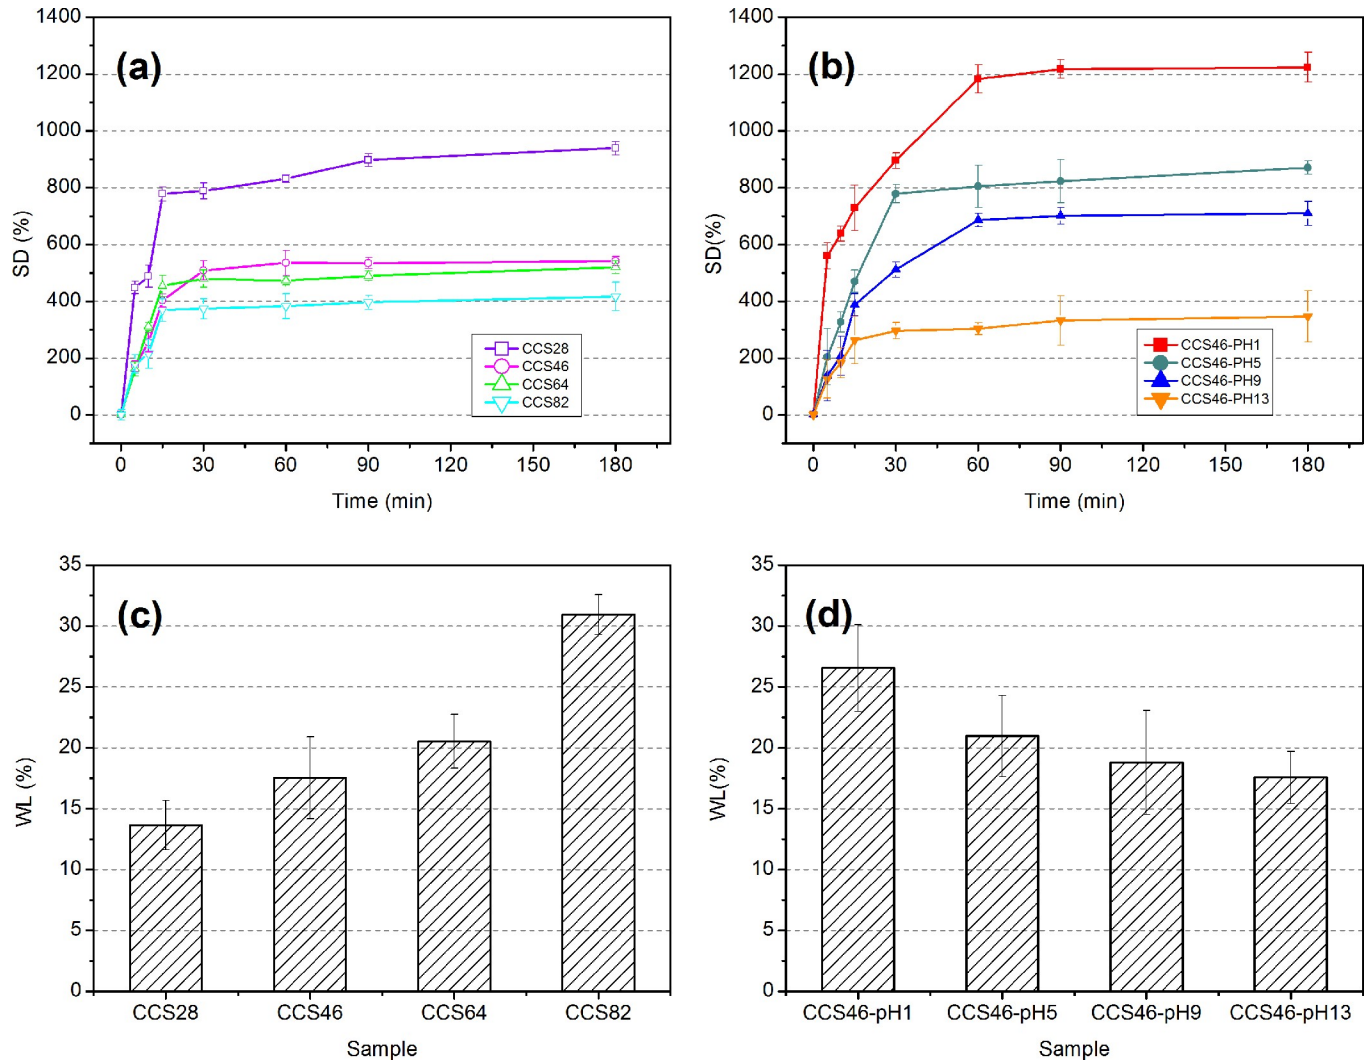 (a)
1400
1200
1000
800
600
400
200
0
SD (%)
CCS28
CCS46
CCS64
CCS82
0 30 60 90 120 150 180
Time (min)
(b)
1400
1200
1000
800
600
400
200
0
SD(%)
CCS46-PH1
CCS46-PH5
CCS46-PH9
CCS46-PH13
0 30 60 90 120 150 180
Time (min)
(c)
35
30
25
20
15
10
5
0
WL (%)
CCS28 CCS46 CCS64 CCS82
Sample
(d)
35
30
25
20
15
10
5
0
WL(%)
CCS46-pH1 CCS46-pH5 CCS46-pH9 CCS46-pH13
Sample